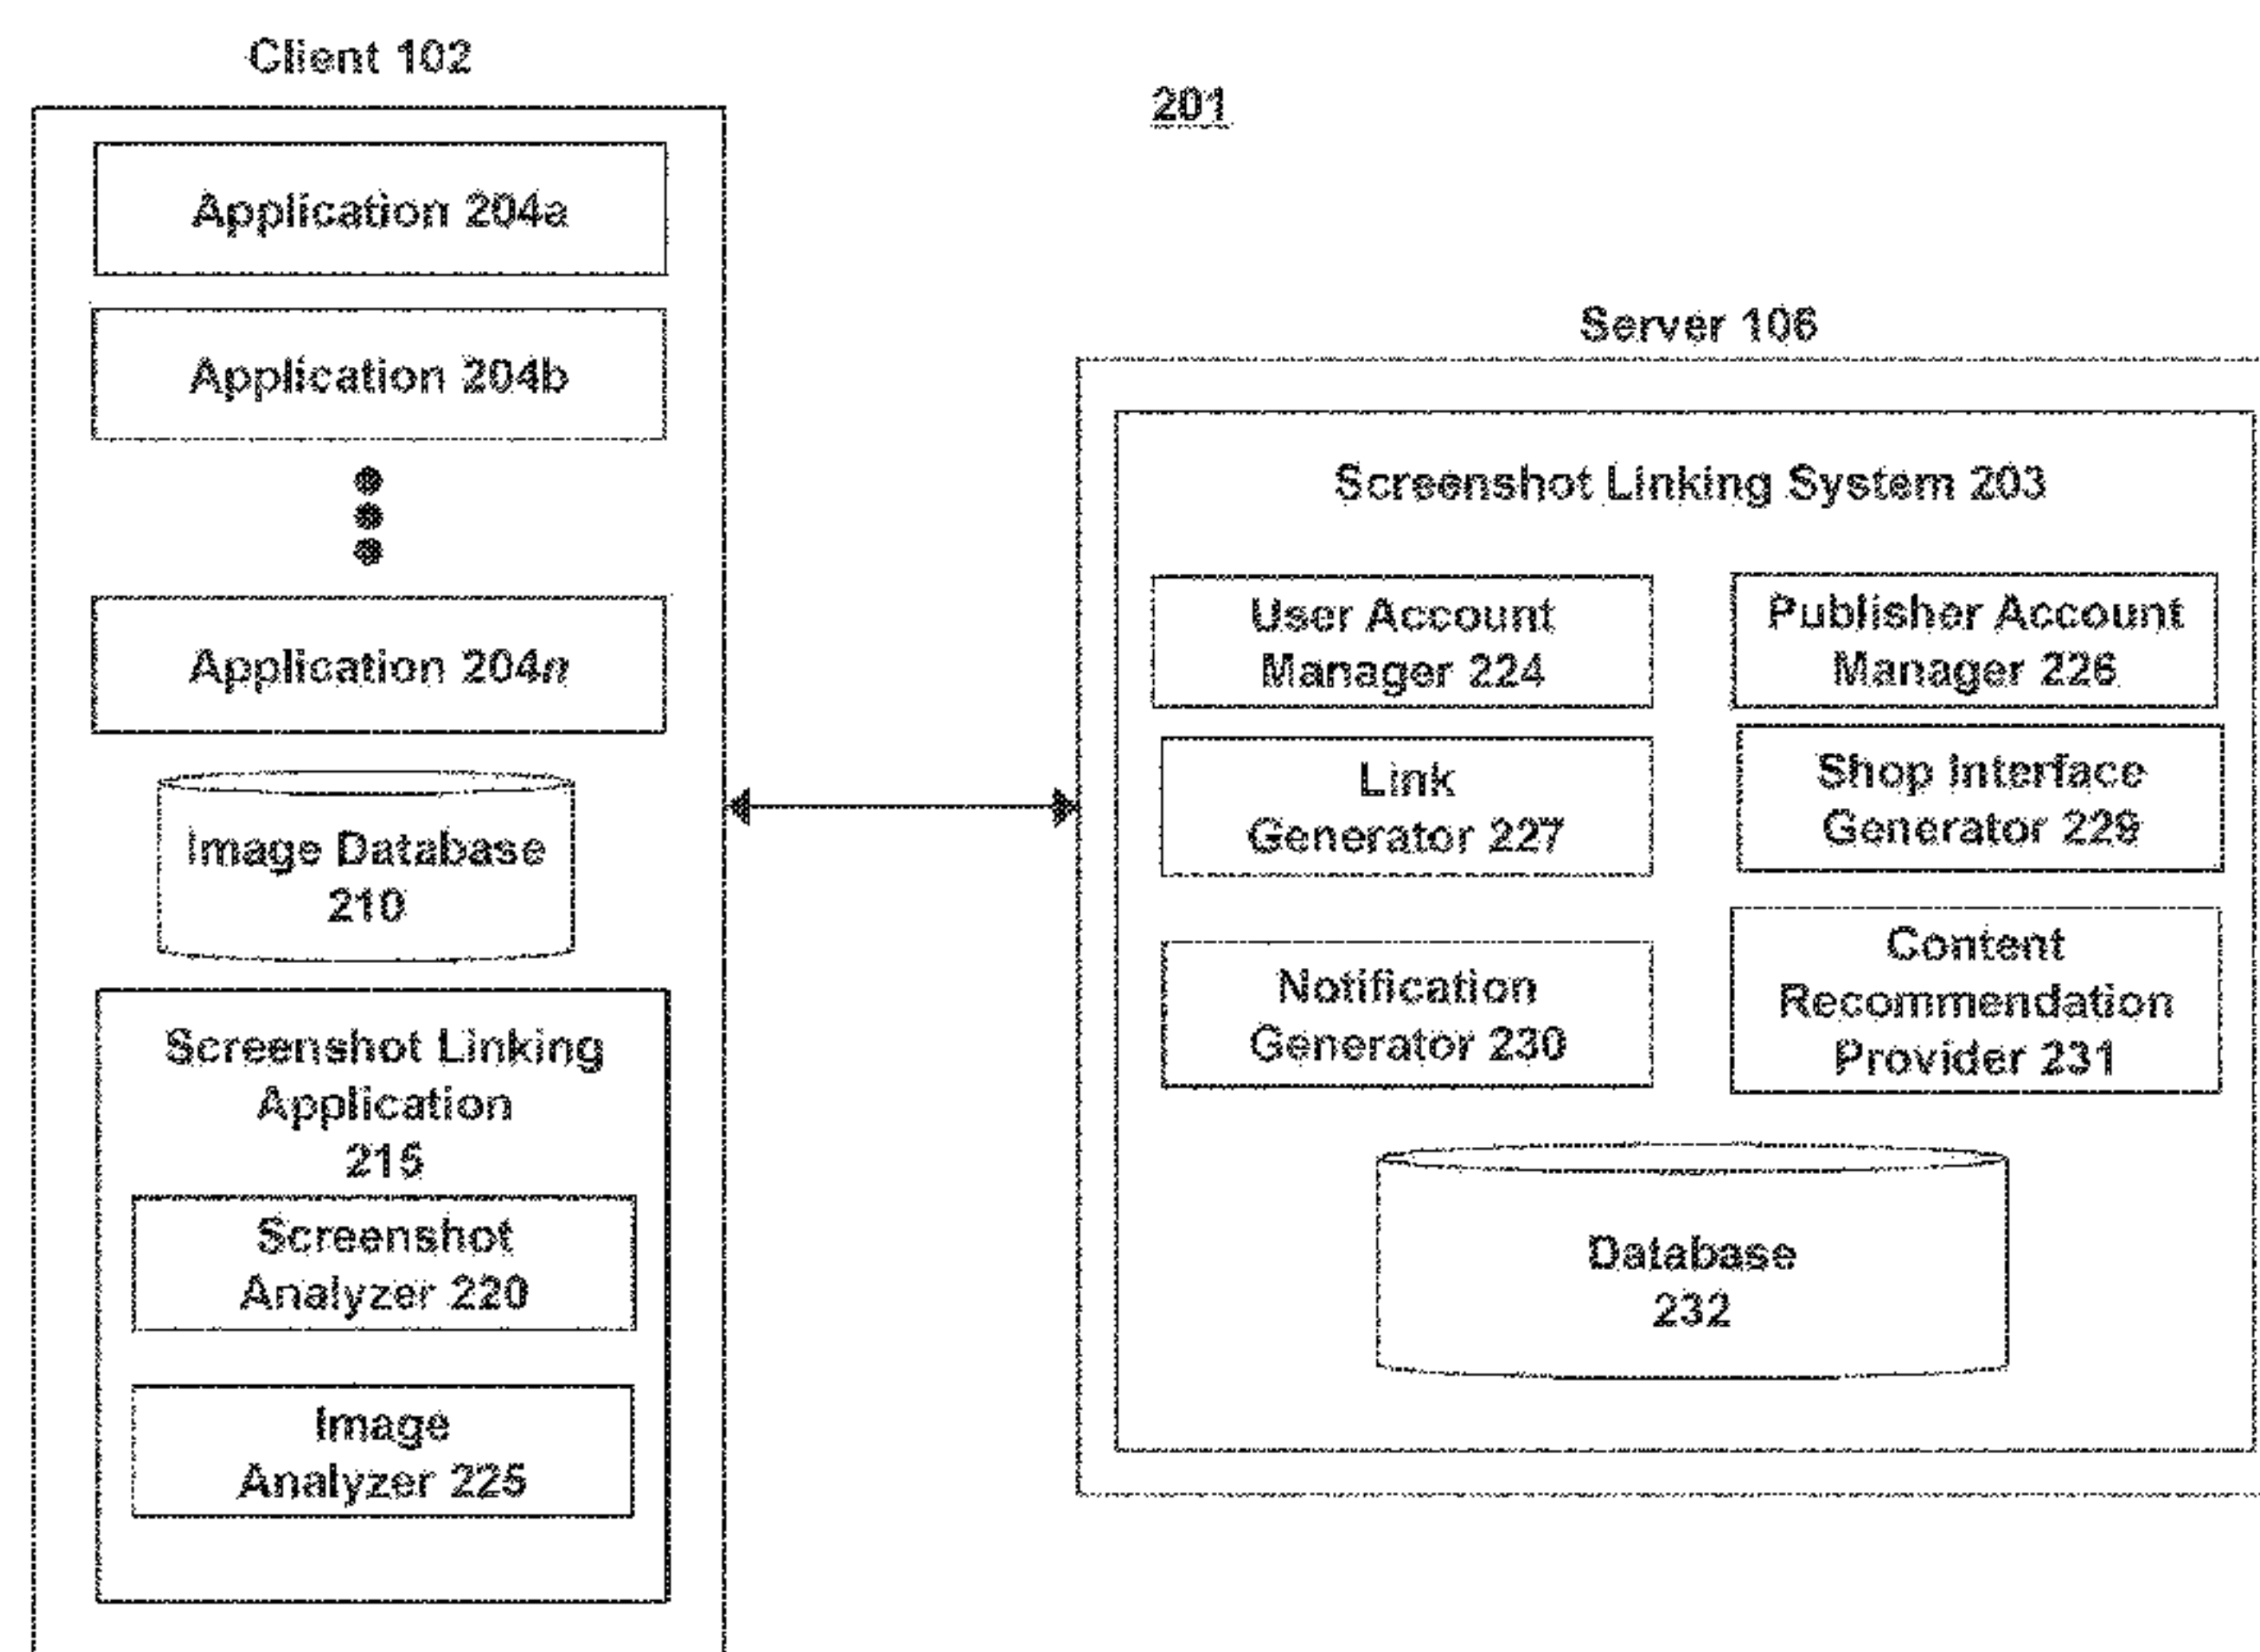 Client 102
201
Application 204a
Application 204b
Application 204n
Image Database
210
Screenshot Linking
Application
215
Screenshot
Analyzer 220
Image
Analyzer 225
Server 106
Screenshot Linking System 203
User Account
Manager 224
Publisher Account
Manager 226
Link
Generator 227
Shop Interface
Generator 229
Notification
Generator 230
Content
Recommendation
Provider 231
Database
232